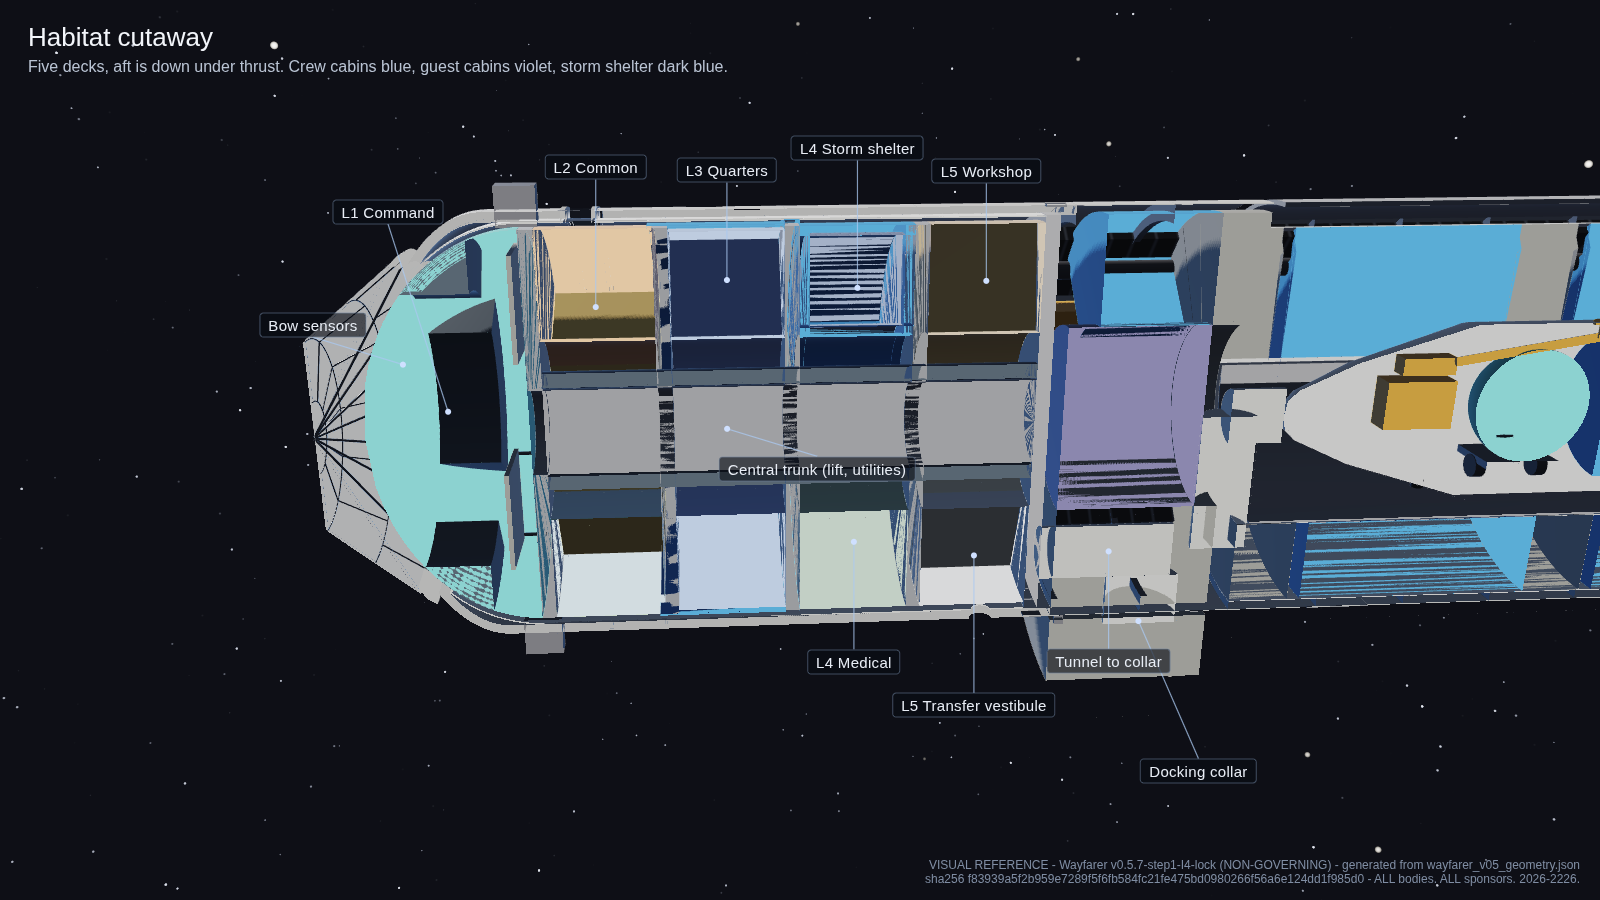 Habitat cutaway
Five decks, aft is down under thrust. Crew cabins blue, guest cabins violet, storm shelter dark blue.
L4 Storm shelter
L2 Common
L3 Quarters
L5 Workshop
L1 Command
Bow sensors
Central trunk (lift, utilities)
L4 Medical
Tunnel to collar
L5 Transfer vestibule
Docking collar
VISUAL REFERENCE - Wayfarer v0.5.7-step1-I4-lock (NON-GOVERNING) - generated from wayfarer_v05_geometry.json
sha256 f83939a5f2b959e7289f5f6fb584fc21fe475bd0980266f56a6e124dd1f985d0 - ALL bodies. ALL sponsors. 2026-2226.